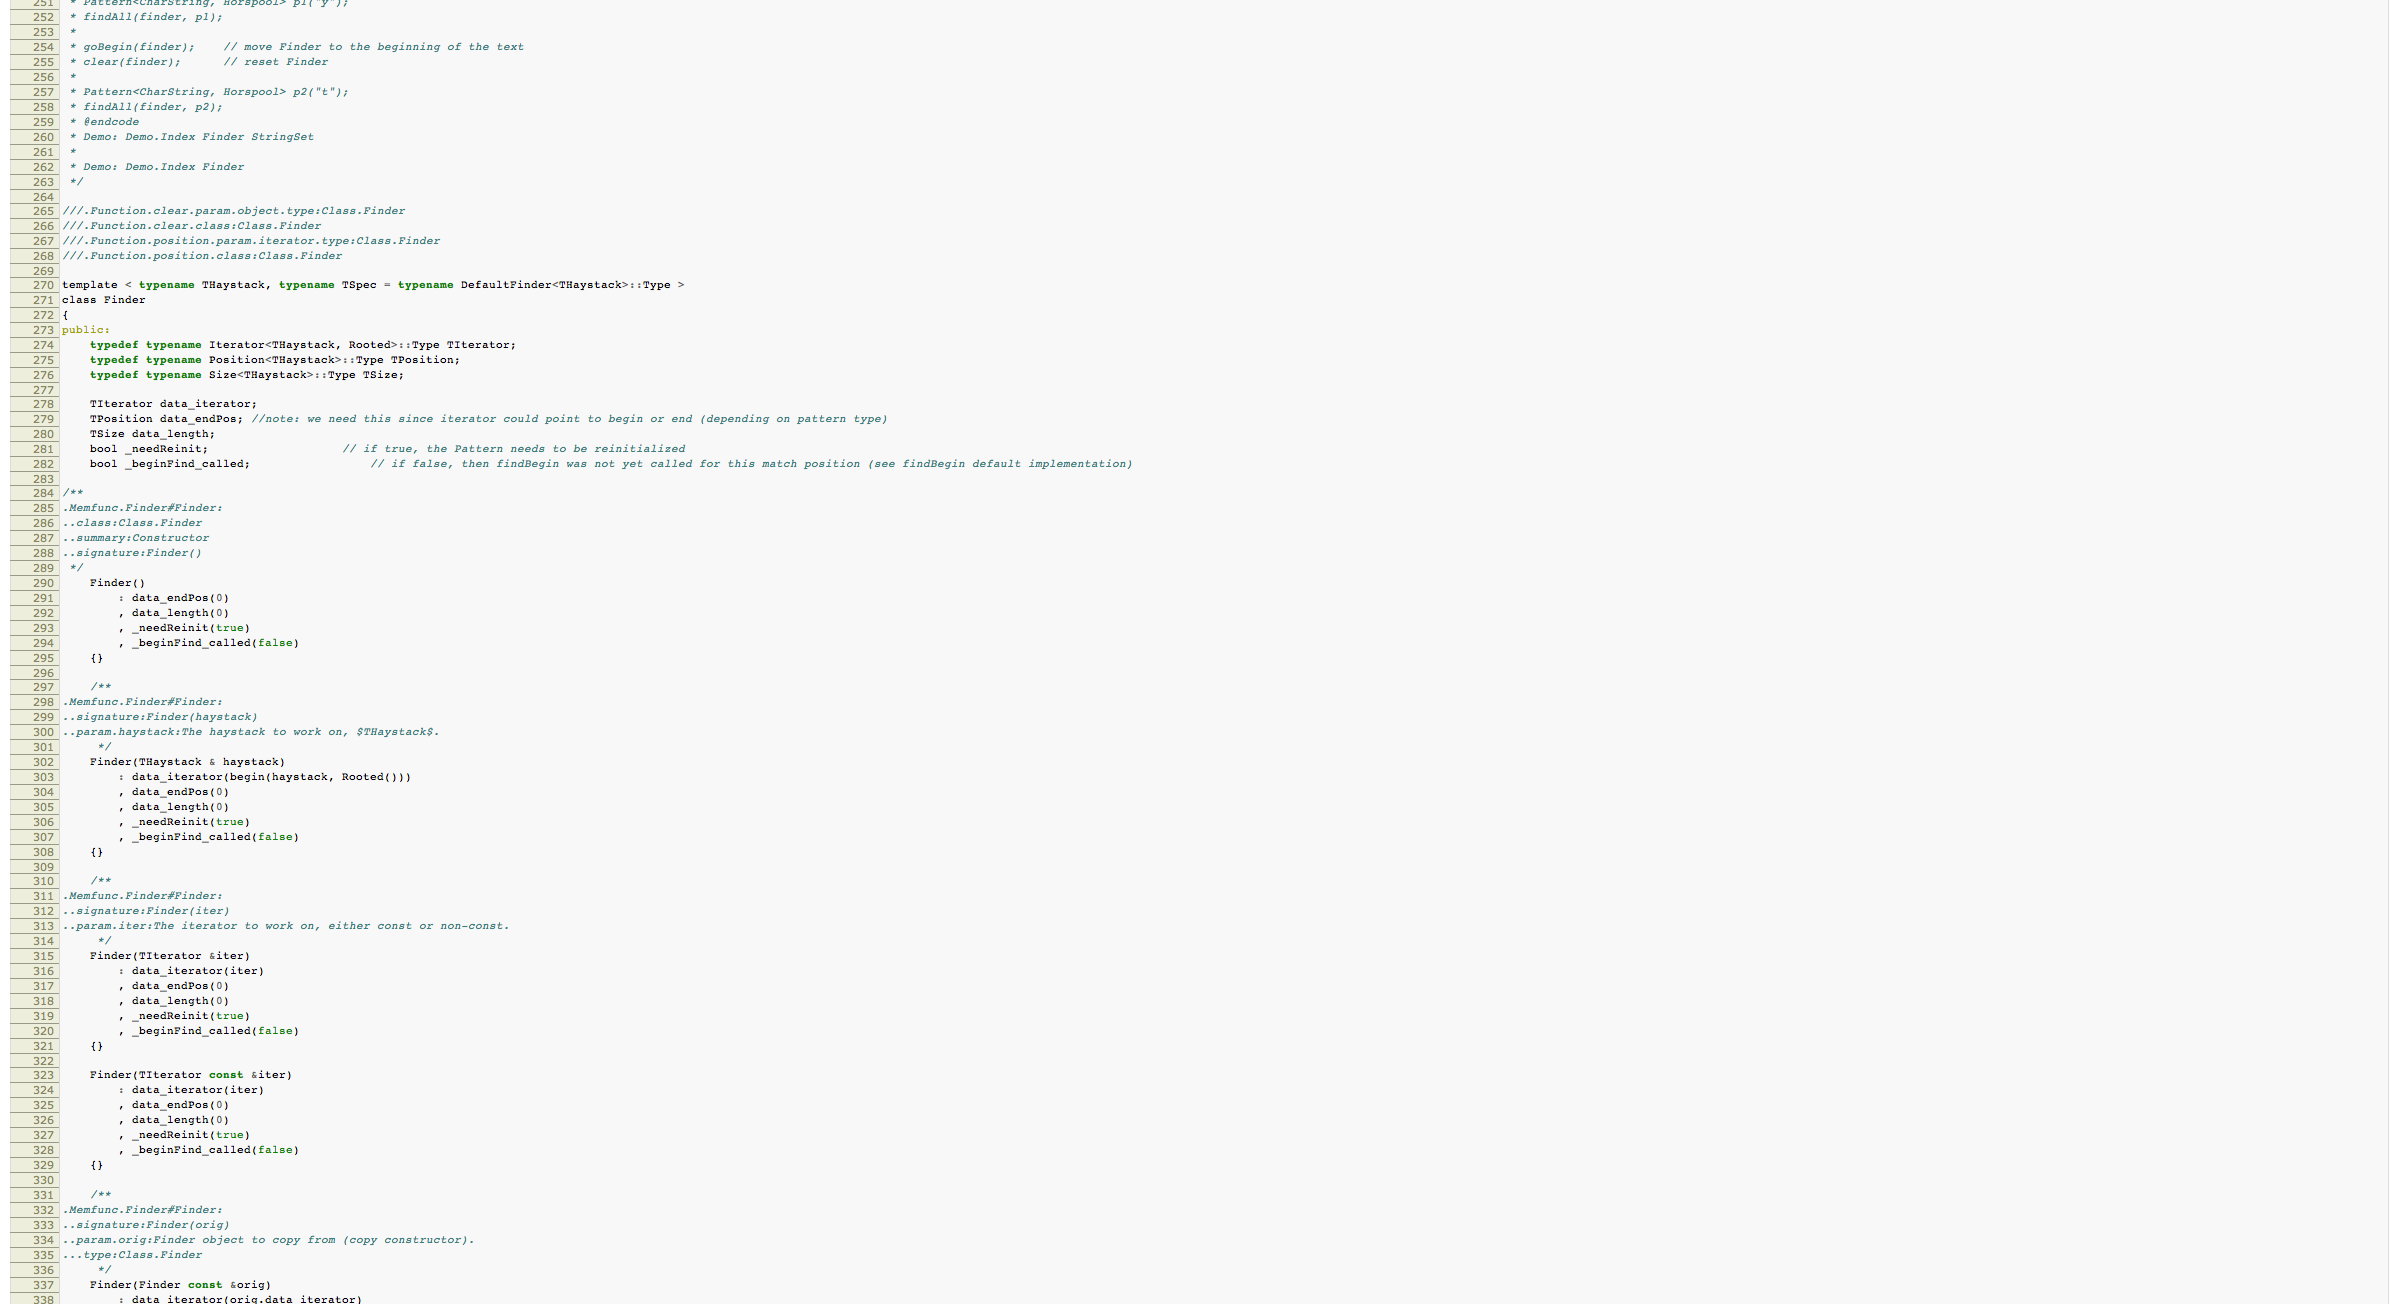 251 * Pattern<CharString, Horspool> p1("y");
252 * findAll(finder, p1);
253 *
254 * goBegin(finder);    // move Finder to the beginning of the text
255 * clear(finder);      // reset Finder
256 *
257 * Pattern<CharString, Horspool> p2("t");
258 * findAll(finder, p2);
259 * @endcode
260 * Demo: Demo.Index Finder StringSet
261 *
262 * Demo: Demo.Index Finder
263 */
264
265 ///.Function.clear.param.object.type:Class.Finder
266 ///.Function.clear.class:Class.Finder
267 ///.Function.position.param.iterator.type:Class.Finder
268 ///.Function.position.class:Class.Finder
269
270 template < typename THaystack, typename TSpec = typename DefaultFinder<THaystack>::Type >
271 class Finder
272 {
273 public:
274     typedef typename Iterator<THaystack, Rooted>::Type TIterator;
275     typedef typename Position<THaystack>::Type TPosition;
276     typedef typename Size<THaystack>::Type TSize;
277
278     TIterator data_iterator;
279     TPosition data_endPos; //note: we need this since iterator could point to begin or end (depending on pattern type)
280     TSize data_length;
281     bool _needReinit;                   // if true, the Pattern needs to be reinitialized
282     bool _beginFind_called;                 // if false, then findBegin was not yet called for this match position (see findBegin default implementation)
283
284 /**
285 .Memfunc.Finder#Finder:
286 ..class:Class.Finder
287 ..summary:Constructor
288 ..signature:Finder()
289  */
290     Finder()
291         : data_endPos(0)
292         , data_length(0)
293         , _needReinit(true)
294         , _beginFind_called(false)
295     {}
296
297     /**
298 .Memfunc.Finder#Finder:
299 ..signature:Finder(haystack)
300 ..param.haystack:The haystack to work on, $THaystack$.
301      */
302     Finder(THaystack & haystack)
303         : data_iterator(begin(haystack, Rooted()))
304         , data_endPos(0)
305         , data_length(0)
306         , _needReinit(true)
307         , _beginFind_called(false)
308     {}
309
310     /**
311 .Memfunc.Finder#Finder:
312 ..signature:Finder(iter)
313 ..param.iter:The iterator to work on, either const or non-const.
314      */
315     Finder(TIterator &iter)
316         : data_iterator(iter)
317         , data_endPos(0)
318         , data_length(0)
319         , _needReinit(true)
320         , _beginFind_called(false)
321     {}
322
323     Finder(TIterator const &iter)
324         : data_iterator(iter)
325         , data_endPos(0)
326         , data_length(0)
327         , _needReinit(true)
328         , _beginFind_called(false)
329     {}
330
331     /**
332 .Memfunc.Finder#Finder:
333 ..signature:Finder(orig)
334 ..param.orig:Finder object to copy from (copy constructor).
335 ...type:Class.Finder
336      */
337     Finder(Finder const &orig)
338         : data_iterator(orig.data_iterator)